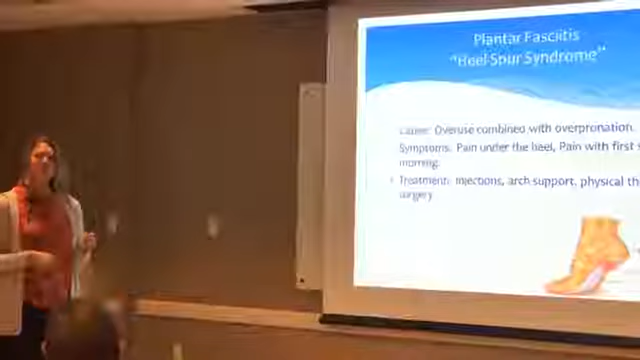 Plantar Fasciitis
"Heel Spur Syndrome"
Cause: Overuse combined with overpronation.
Symptoms: Pain under the heel, Pain with first
morning.
• Treatment: Injections, arch support, physical
surgery